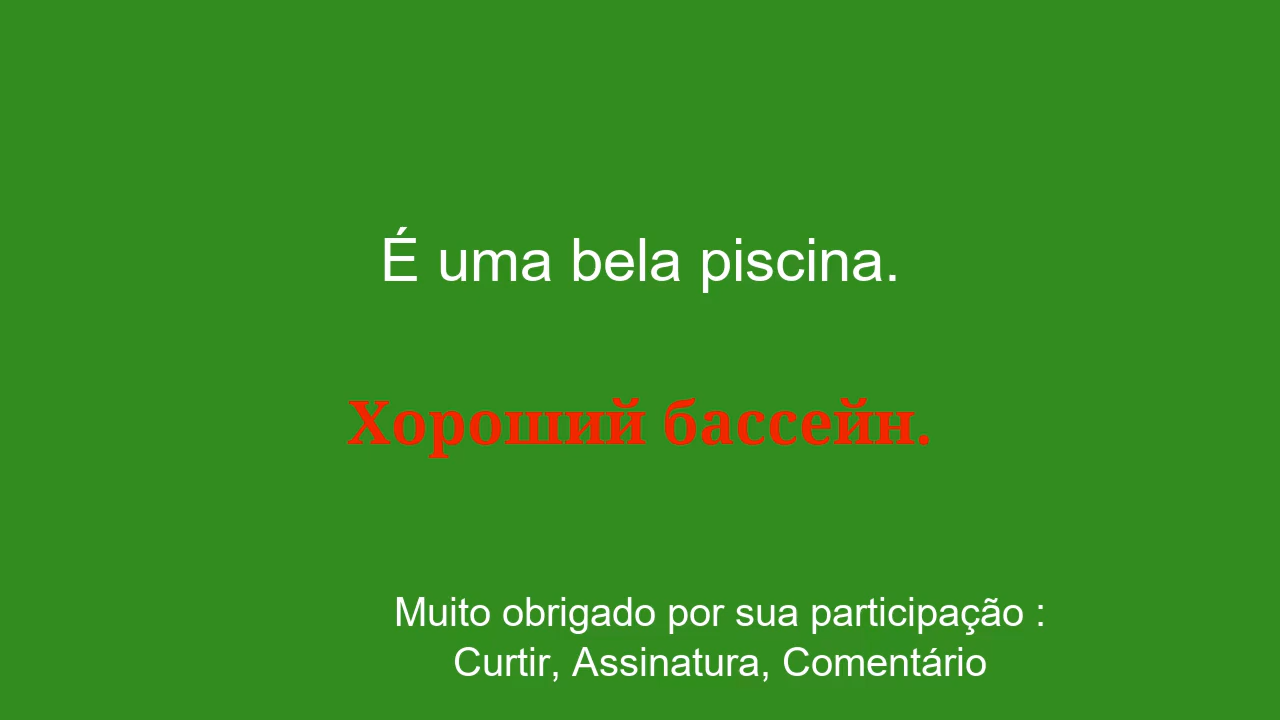 É uma bela piscina.
Хороший бассейн.
Muito obrigado por sua participação :
Curtir, Assinatura, Comentário